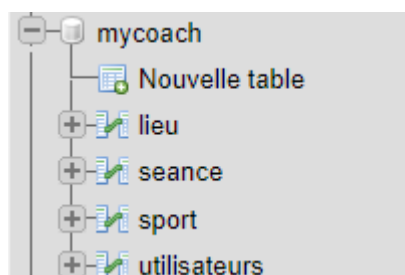 mycoach
Nouvelle table
lieu
seance
sport
utilisateurs